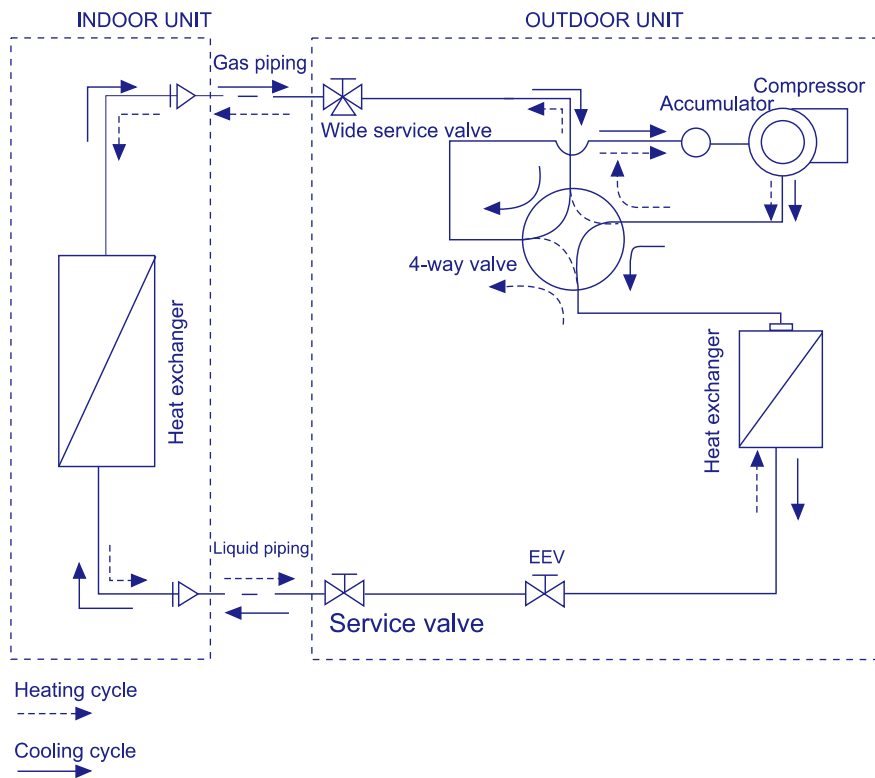 INDOOR UNIT
OUTDOOR UNIT
Gas piping
Compressor
Accumulator
Wide service valve
4-way valve
Heat exchanger
Heat exchanger
Liquid piping
EEV
Service valve
Heating cycle
Cooling cycle